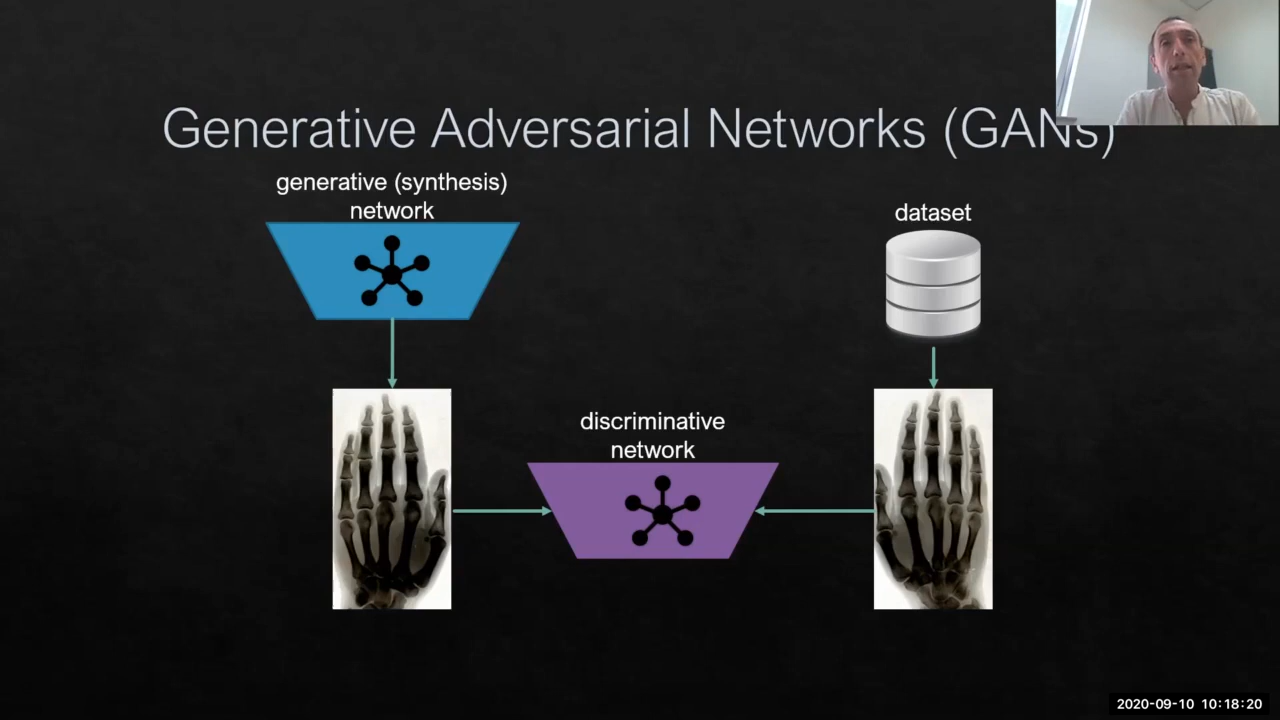 Generative Adversarial Networks (GANs)
generative (synthesis)
network
dataset
discriminative
network
2020-09-10 10:18:20